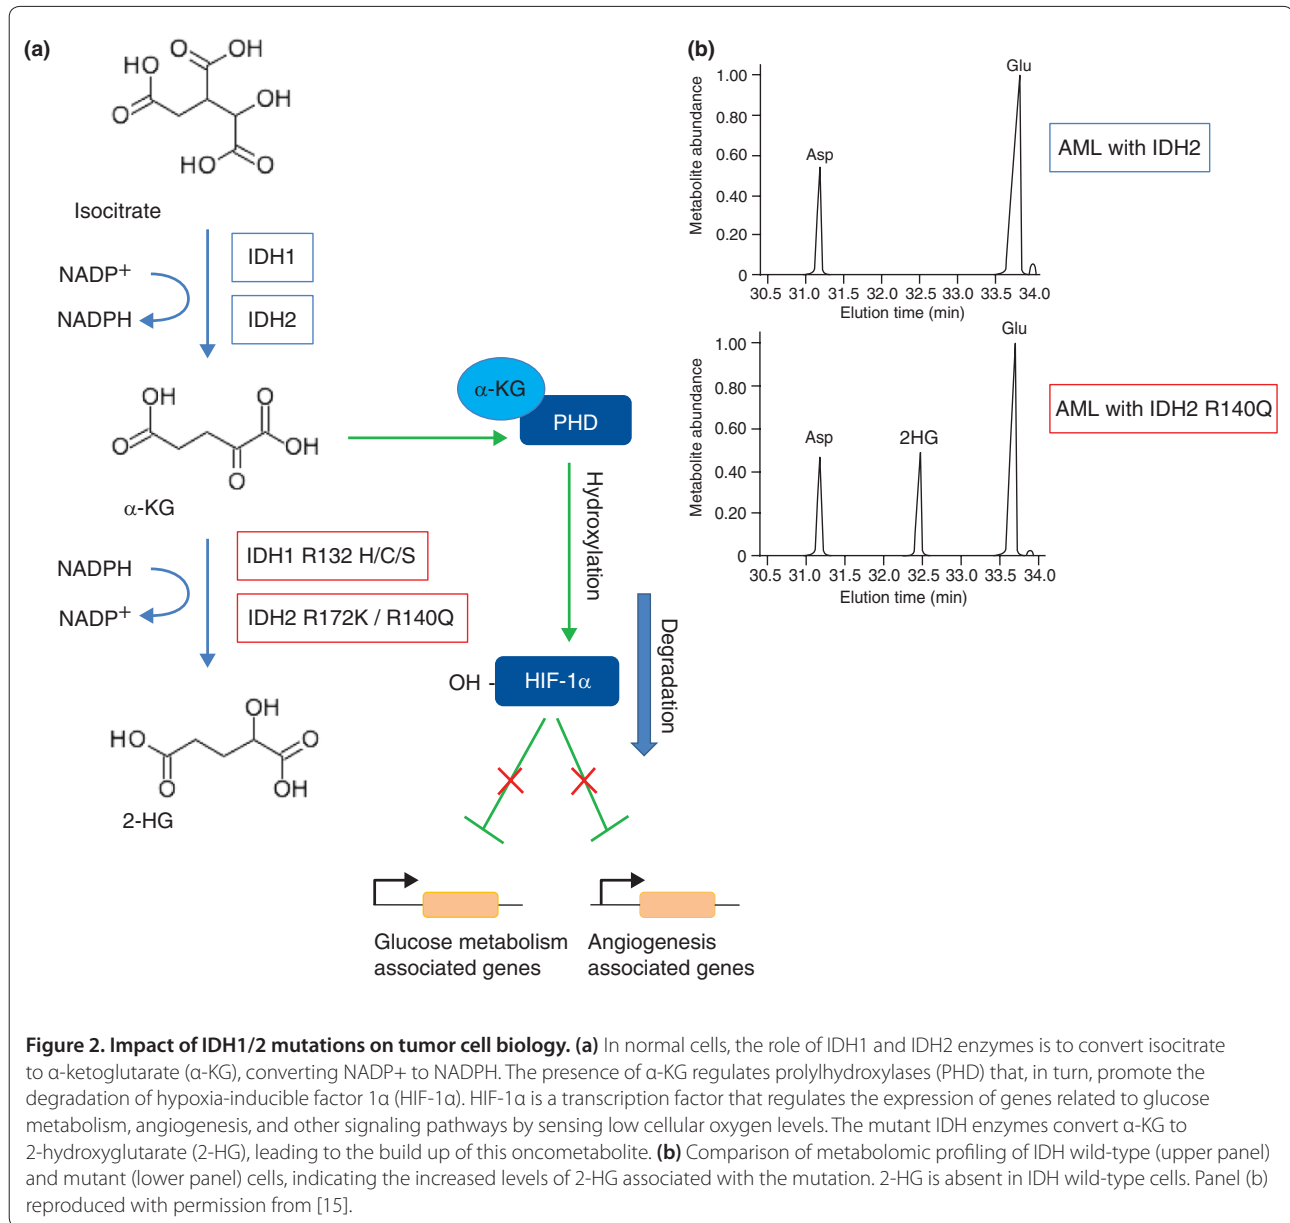 (a)
O
OH
HO
O
OH
HO
O
Isocitrate
NADP+
NADPH
IDH1
IDH2
OH
O
O
OH
O
α-KG
α-KG
PHD
Hydroxylation
NADPH
NADP+
IDH1 R132 H/C/S
IDH2 R172K / R140Q
OH
HO
O
O
OH
2-HG
OH -
HIF-1α
Degradation
Glucose metabolism
associated genes
Angiogenesis
associated genes
(b)
Metabolite abundance
1.00
0.80
0.60
0.40
0.20
0
Asp
Glu
30.5 31.0 31.5 32.0 32.5 33.0 33.5 34.0
Elution time (min)
AML with IDH2
Metabolite abundance
1.00
0.80
0.60
0.40
0.20
0
Asp
2HG
Glu
30.5 31.0 31.5 32.0 32.5 33.0 33.5 34.0
Elution time (min)
AML with IDH2 R140Q
Figure 2. Impact of IDH1/2 mutations on tumor cell biology. (a) In normal cells, the role of IDH1 and IDH2 enzymes is to convert isocitrate
to α-ketoglutarate (α-KG), converting NADP+ to NADPH. The presence of α-KG regulates prolylhydroxylases (PHD) that, in turn, promote the
degradation of hypoxia-inducible factor 1α (HIF-1α). HIF-1α is a transcription factor that regulates the expression of genes related to glucose
metabolism, angiogenesis, and other signaling pathways by sensing low cellular oxygen levels. The mutant IDH enzymes convert α-KG to
2-hydroxyglutarate (2-HG), leading to the build up of this oncometabolite. (b) Comparison of metabolomic profiling of IDH wild-type (upper panel)
and mutant (lower panel) cells, indicating the increased levels of 2-HG associated with the mutation. 2-HG is absent in IDH wild-type cells. Panel (b)
reproduced with permission from [15].